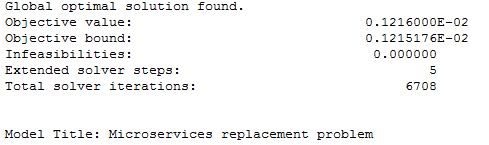 Global optimal solution found.
Objective value: 0.1216000E-02
Objective bound: 0.1215176E-02
Infeasibilities: 0.000000
Extended solver steps: 5
Total solver iterations: 6708
Model Title: Microservices replacement problem